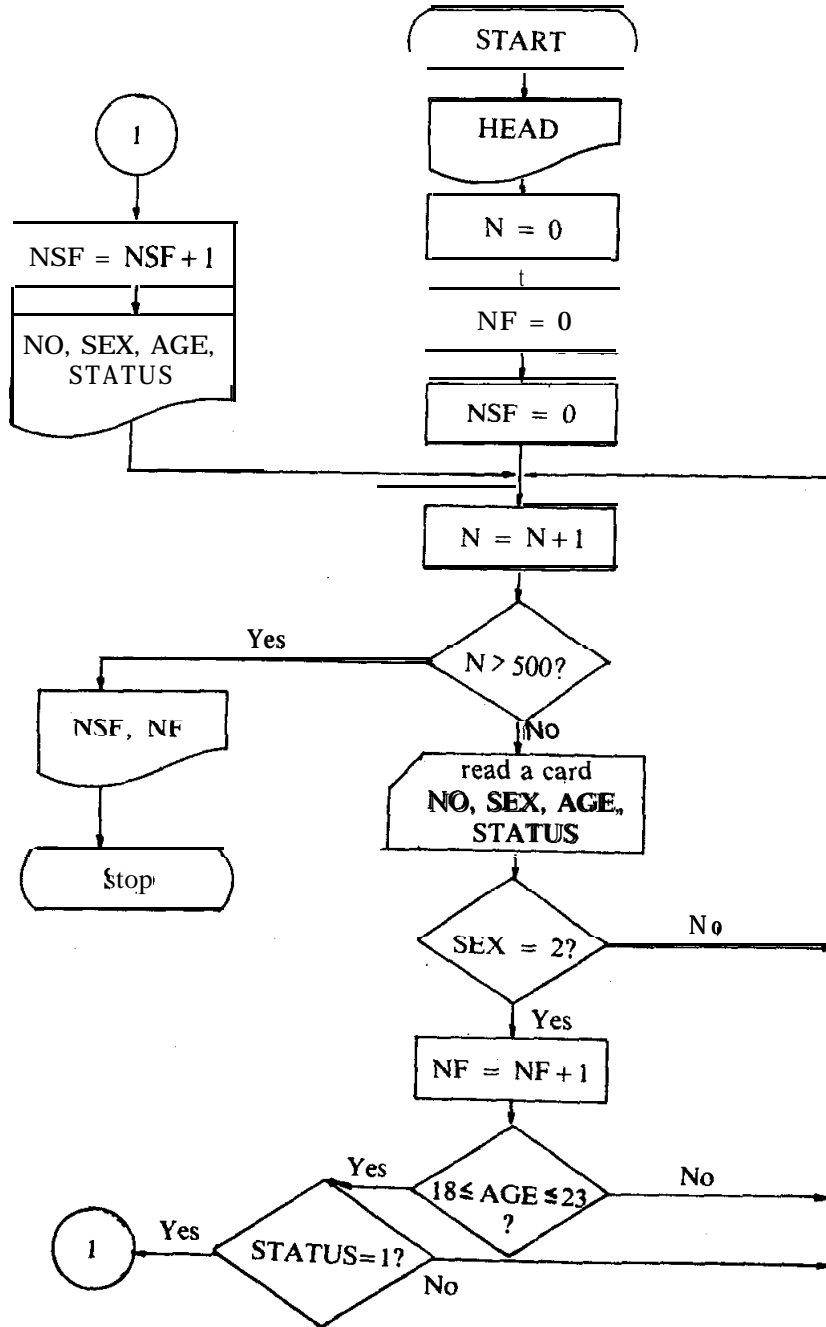 START
HEAD
N = 0
NF = 0
NSF = 0
1
NSF = NSF+1
NO, SEX, AGE,
STATUS
N = N+1
N > 500?
Yes
No
NSF, NF
stop
read a card
NO, SEX, AGE,
STATUS
SEX = 2?
No
Yes
NF = NF+1
18≤ AGE ≤23
?
Yes
No
STATUS=1?
Yes
No
1